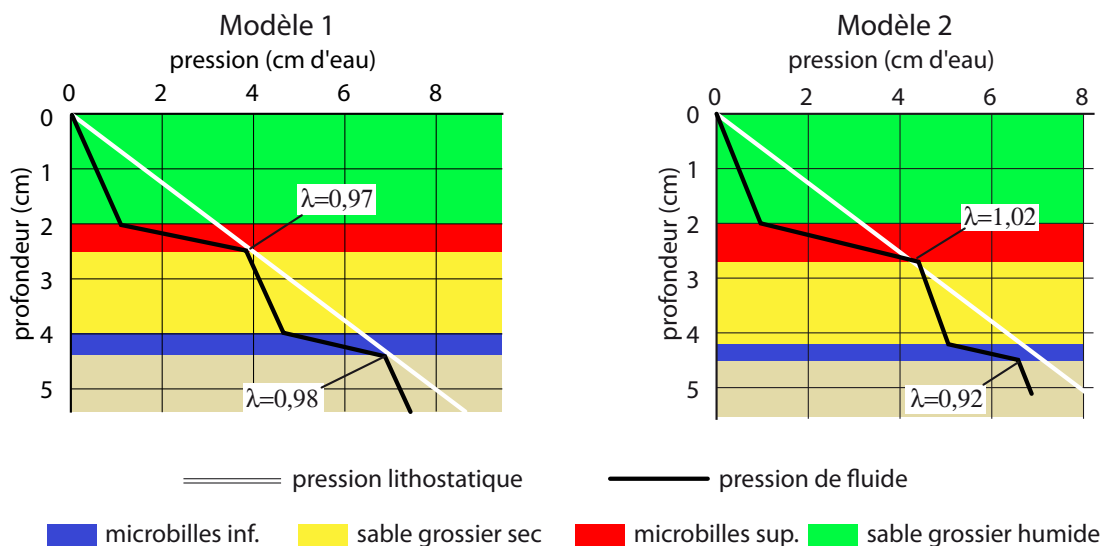 Modèle 1
pression (cm d'eau)
0 2 4 6 8
0
1
2
3
4
5
profondeur (cm)
λ=0,97
λ=0,98
Modèle 2
pression (cm d'eau)
0 2 4 6 8
0
1
2
3
4
5
profondeur (cm)
λ=1,02
λ=0,92
pression lithostatique pression de fluide
microbilles inf. sable grossier sec microbilles sup. sable grossier humide